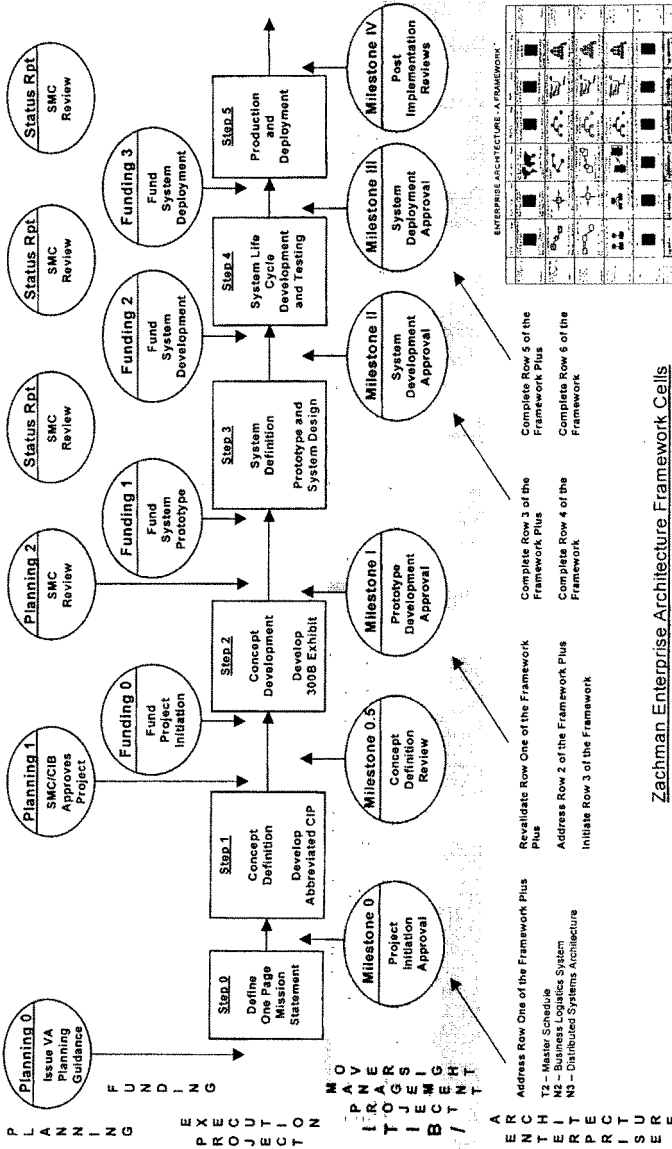 PLANNING
Planning 0
Issue VA
Planning
Guidance
Planning 1
SMC/CIB
Approves
Project
Planning 2
SMC
Review
Status Rpt
SMC
Review
Status Rpt
SMC
Review
Status Rpt
SMC
Review
FUNDING
Funding 0
Fund
Project
Initiation
Funding 1
Fund
System
Prototype
Funding 2
Fund
System
Development
Funding 3
Fund
System
Deployment
PROJECT
EXECUTION
Step 0
Define
One Page
Mission
Statement
Step 1
Concept
Definition
Develop
Abbreviated CIP
Step 2
Concept
Development
Develop
300B Exhibit
Step 3
System
Definition
Prototype and
System Design
Step 4
System Life
Cycle
Development
and Testing
Step 5
Production
and
Deployment
PROJECT
MANAGEMENT
OVERSIGHT
Milestone 0
Project
Initiation
Approval
Milestone 0.5
Concept
Definition
Review
Milestone I
Prototype
Development
Approval
Milestone II
System
Development
Approval
Milestone III
System
Deployment
Approval
Milestone IV
Post
Implementation
Reviews
ENTERPRISE
ARCHITECTURE
Address Row One of the Framework Plus
T2 – Master Schedule
N2 – Business Logistics System
N3 – Distributed Systems Architecture
Revalidate Row One of the Framework
Plus
Address Row 2 of the Framework Plus
Initiate Row 3 of the Framework
Complete Row 3 of the
Framework Plus
Complete Row 4 of the
Framework
Complete Row 5 of the
Framework Plus
Complete Row 6 of the
Framework
ENTERPRISE ARCHITECTURE - A FRAMEWORK
Zachman Enterprise Architecture Framework Cells